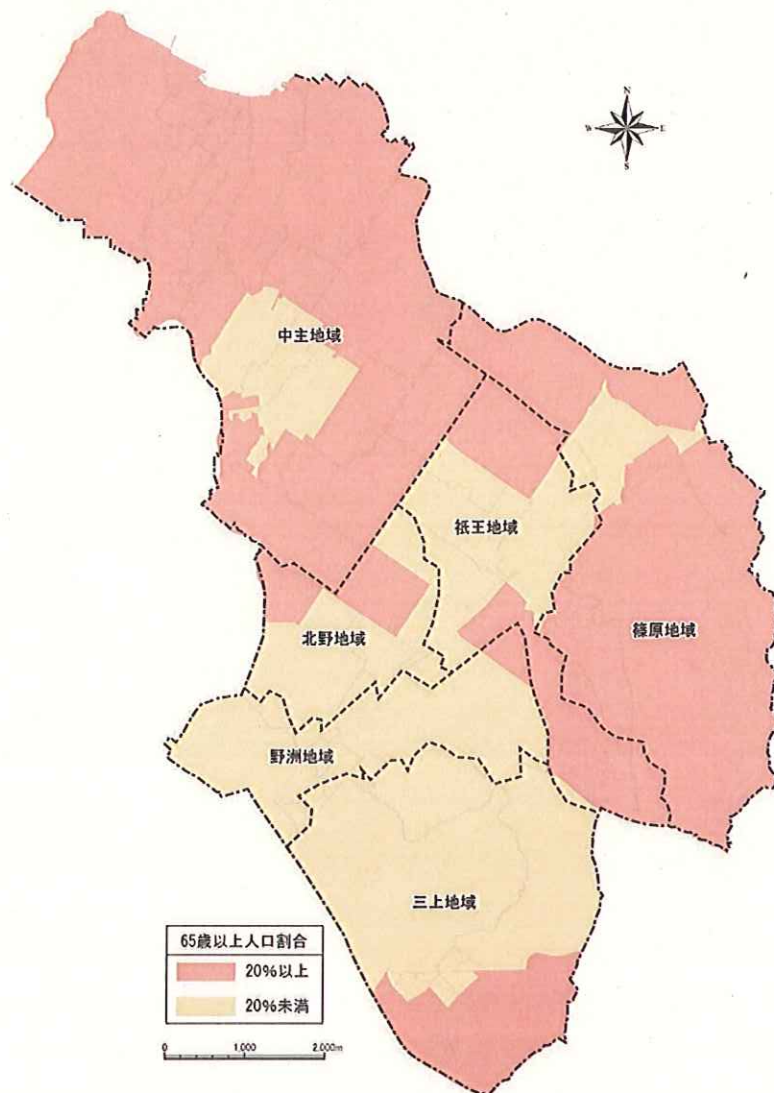 N
W E
S
中主地域
祇王地域
北野地域
篠原地域
野洲地域
三上地域
65歳以上人口割合
20%以上
20%未満
0 1,000 2,000m